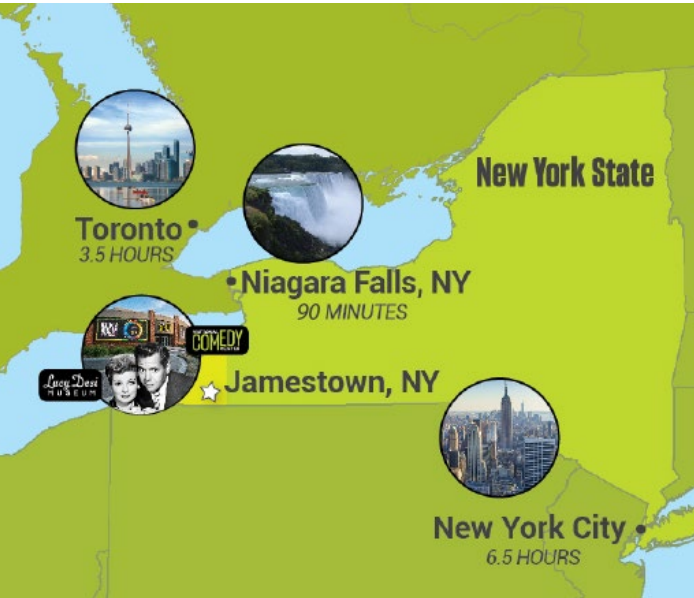 New York State
Toronto
3.5 HOURS
Niagara Falls, NY
90 MINUTES
COMEDY
Lucy Desi
MUSEUM
Jamestown, NY
New York City
6.5 HOURS